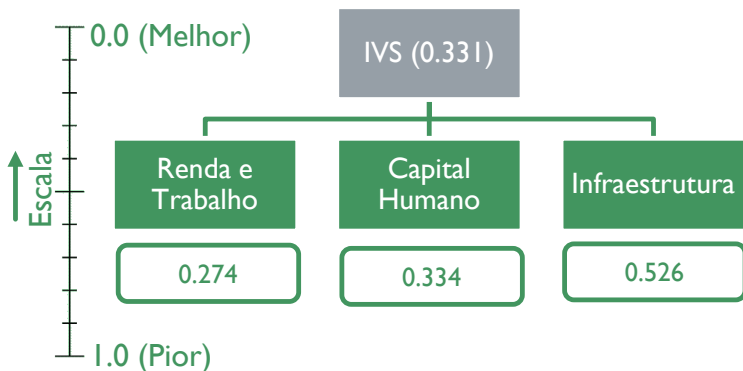 0.0 (Melhor)
IVS (0.331)
Escala
Renda e
Trabalho
Capital
Humano
Infraestrutura
0.274
0.334
0.526
1.0 (Pior)